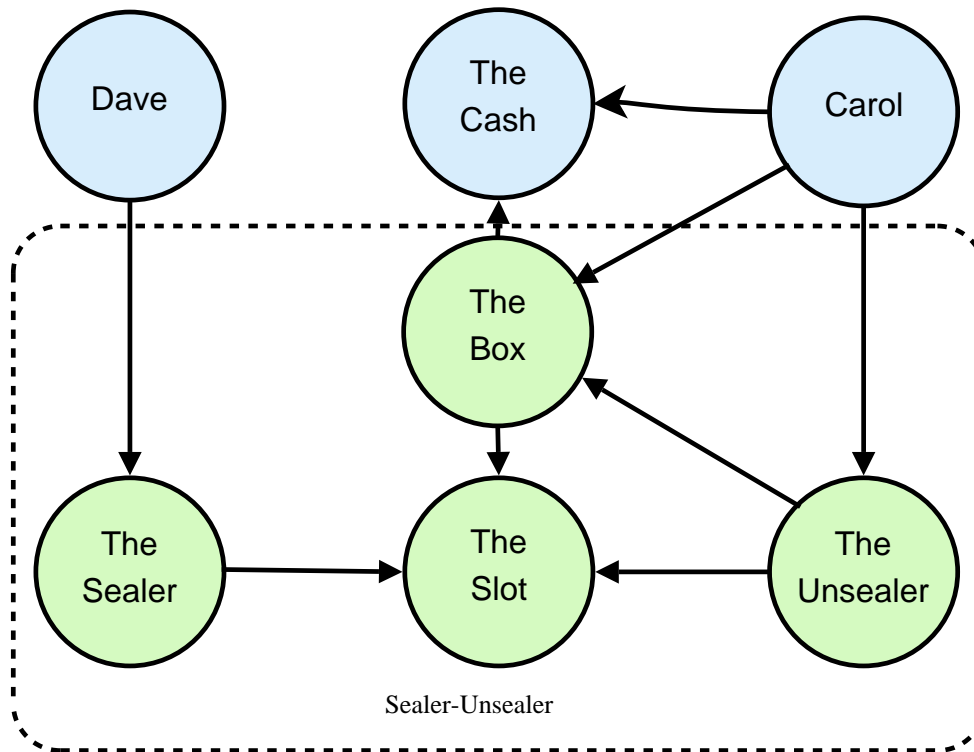 Dave
The
Cash
Carol
The
Box
The
Sealer
The
Slot
The
Unsealer
Sealer-Unsealer